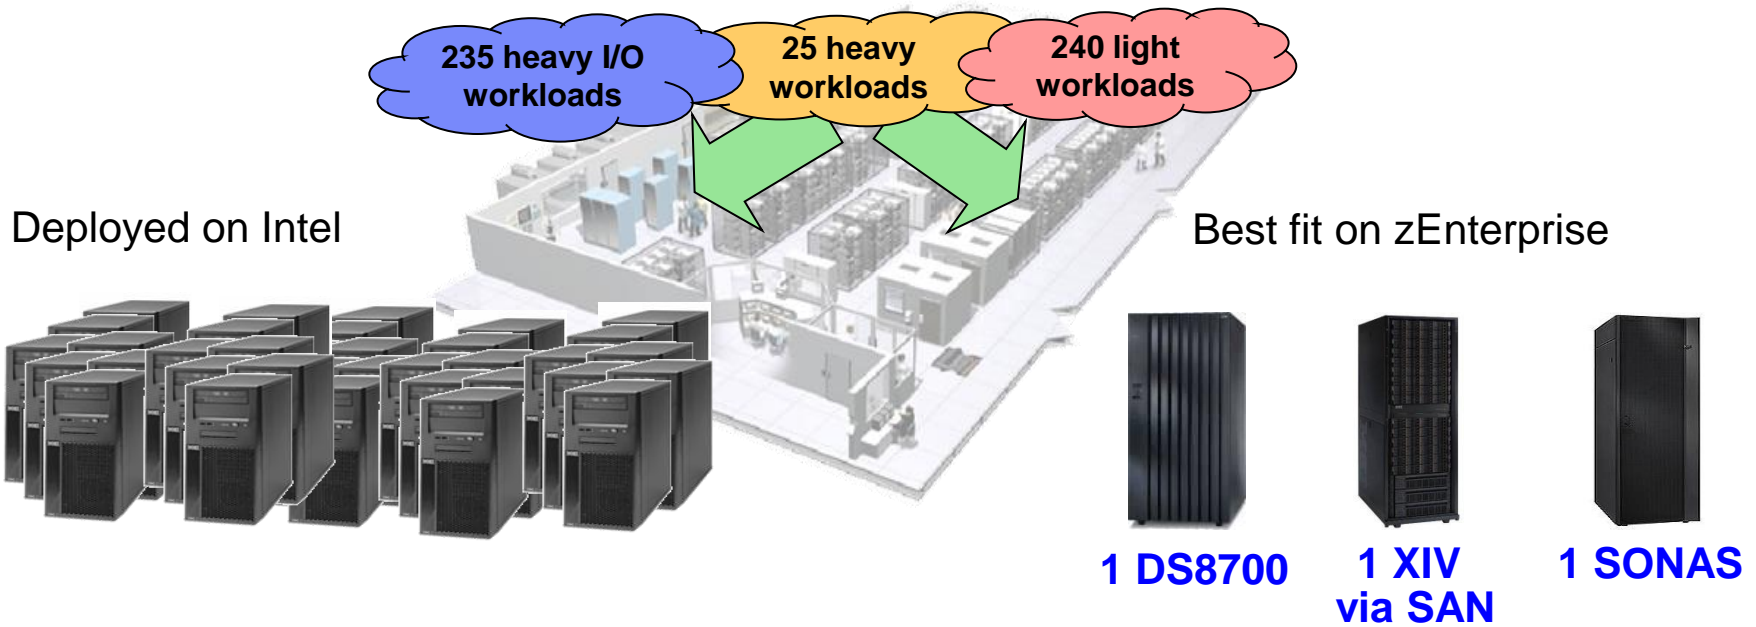 235 heavy I/O
workloads
25 heavy
workloads
240 light
workloads
Deployed on Intel
Best fit on zEnterprise
1 DS8700
1 XIV
via SAN
1 SONAS